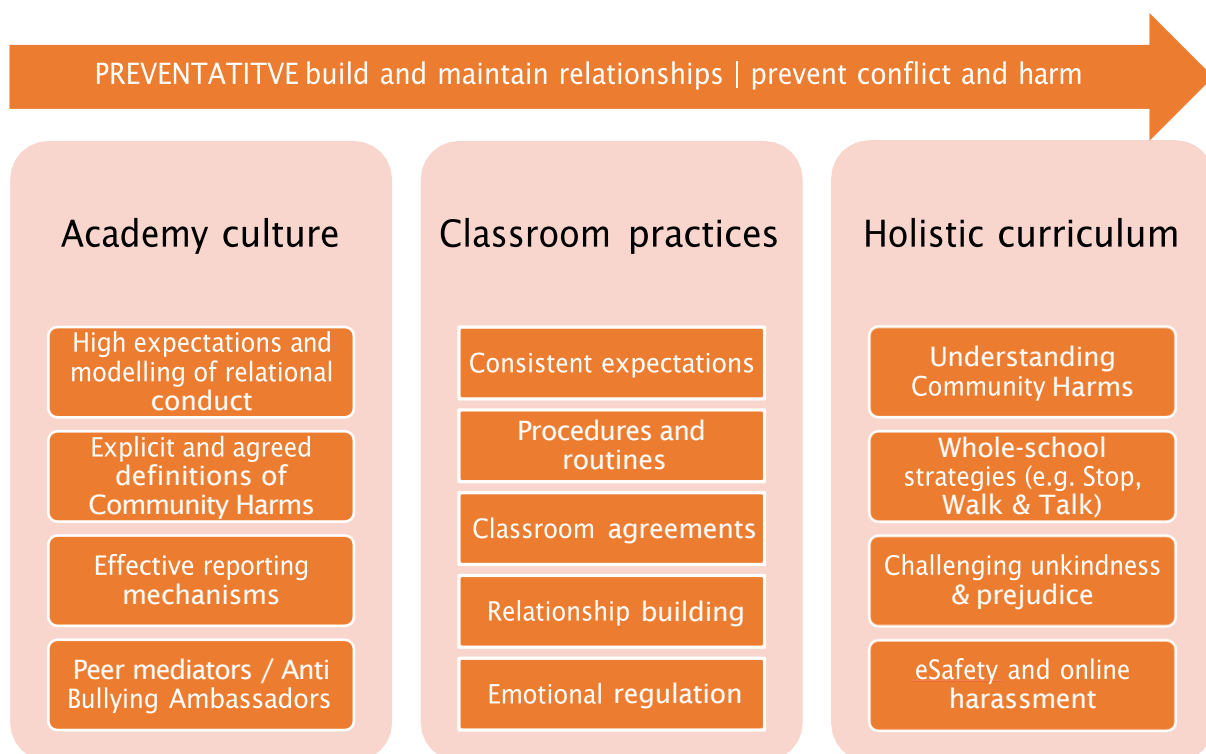 PREVENTATITVE build and maintain relationships | prevent conflict and harm
Academy culture
High expectations and
modelling of relational
conduct
Explicit and agreed
definitions of
Community Harms
Effective reporting
mechanisms
Peer mediators / Anti
Bullying Ambassadors
Classroom practices
Consistent expectations
Procedures and
routines
Classroom agreements
Relationship building
Emotional regulation
Holistic curriculum
Understanding
Community Harms
Whole-school
strategies (e.g. Stop,
Walk & Talk)
Challenging unkindness
& prejudice
eSafety and online
harassment